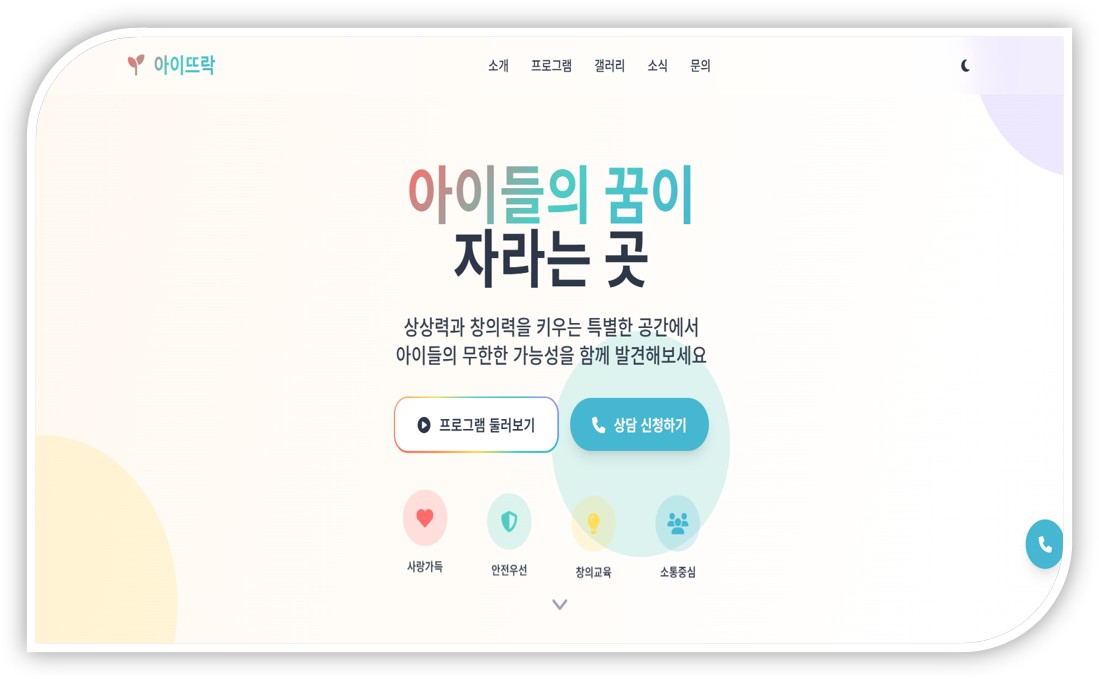 아이뜨락
소개 프로그램 갤러리 소식 문의
아이들의 꿈이
자라는 곳
상상력과 창의력을 키우는 특별한 공간에서
아이들의 무한한 가능성을 함께 발견해보세요
프로그램 둘러보기 상담 신청하기
사랑가득 안전우선 창의교육 소통중심